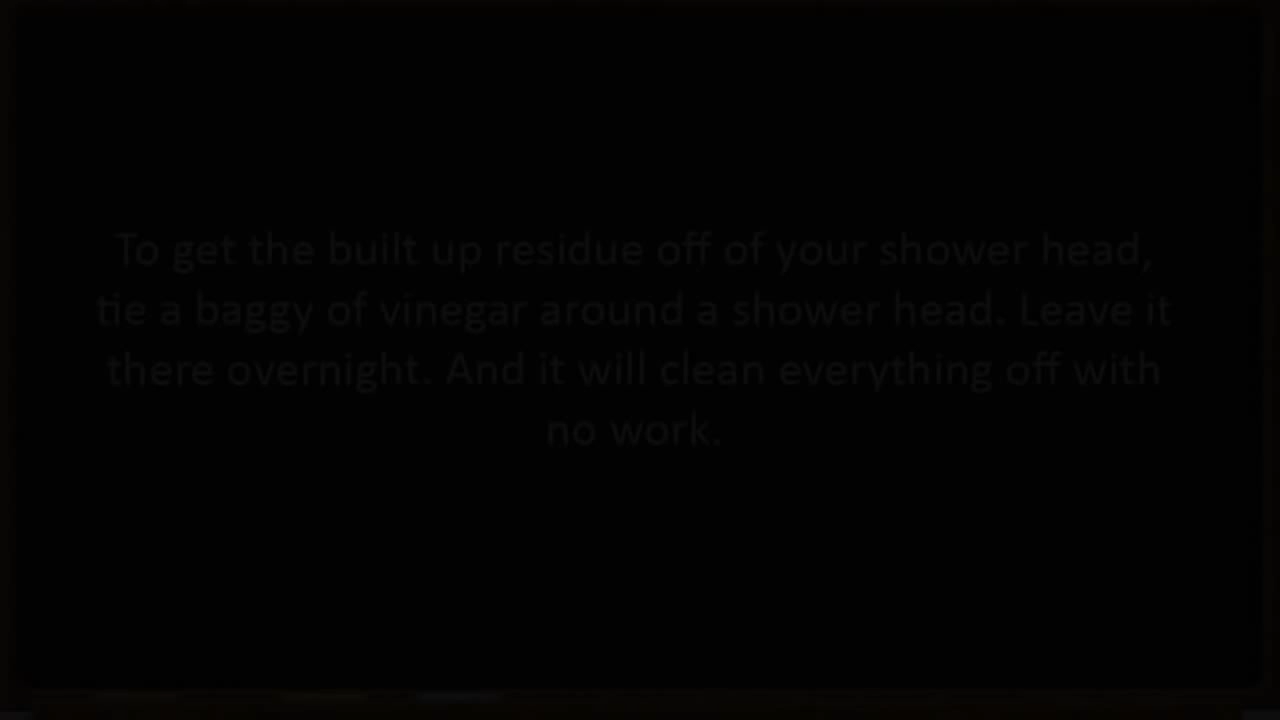 To get the built up residue off of your shower head,
tie a baggy of vinegar around a shower head. Leave it
there overnight. And it will clean everything off with
no work.